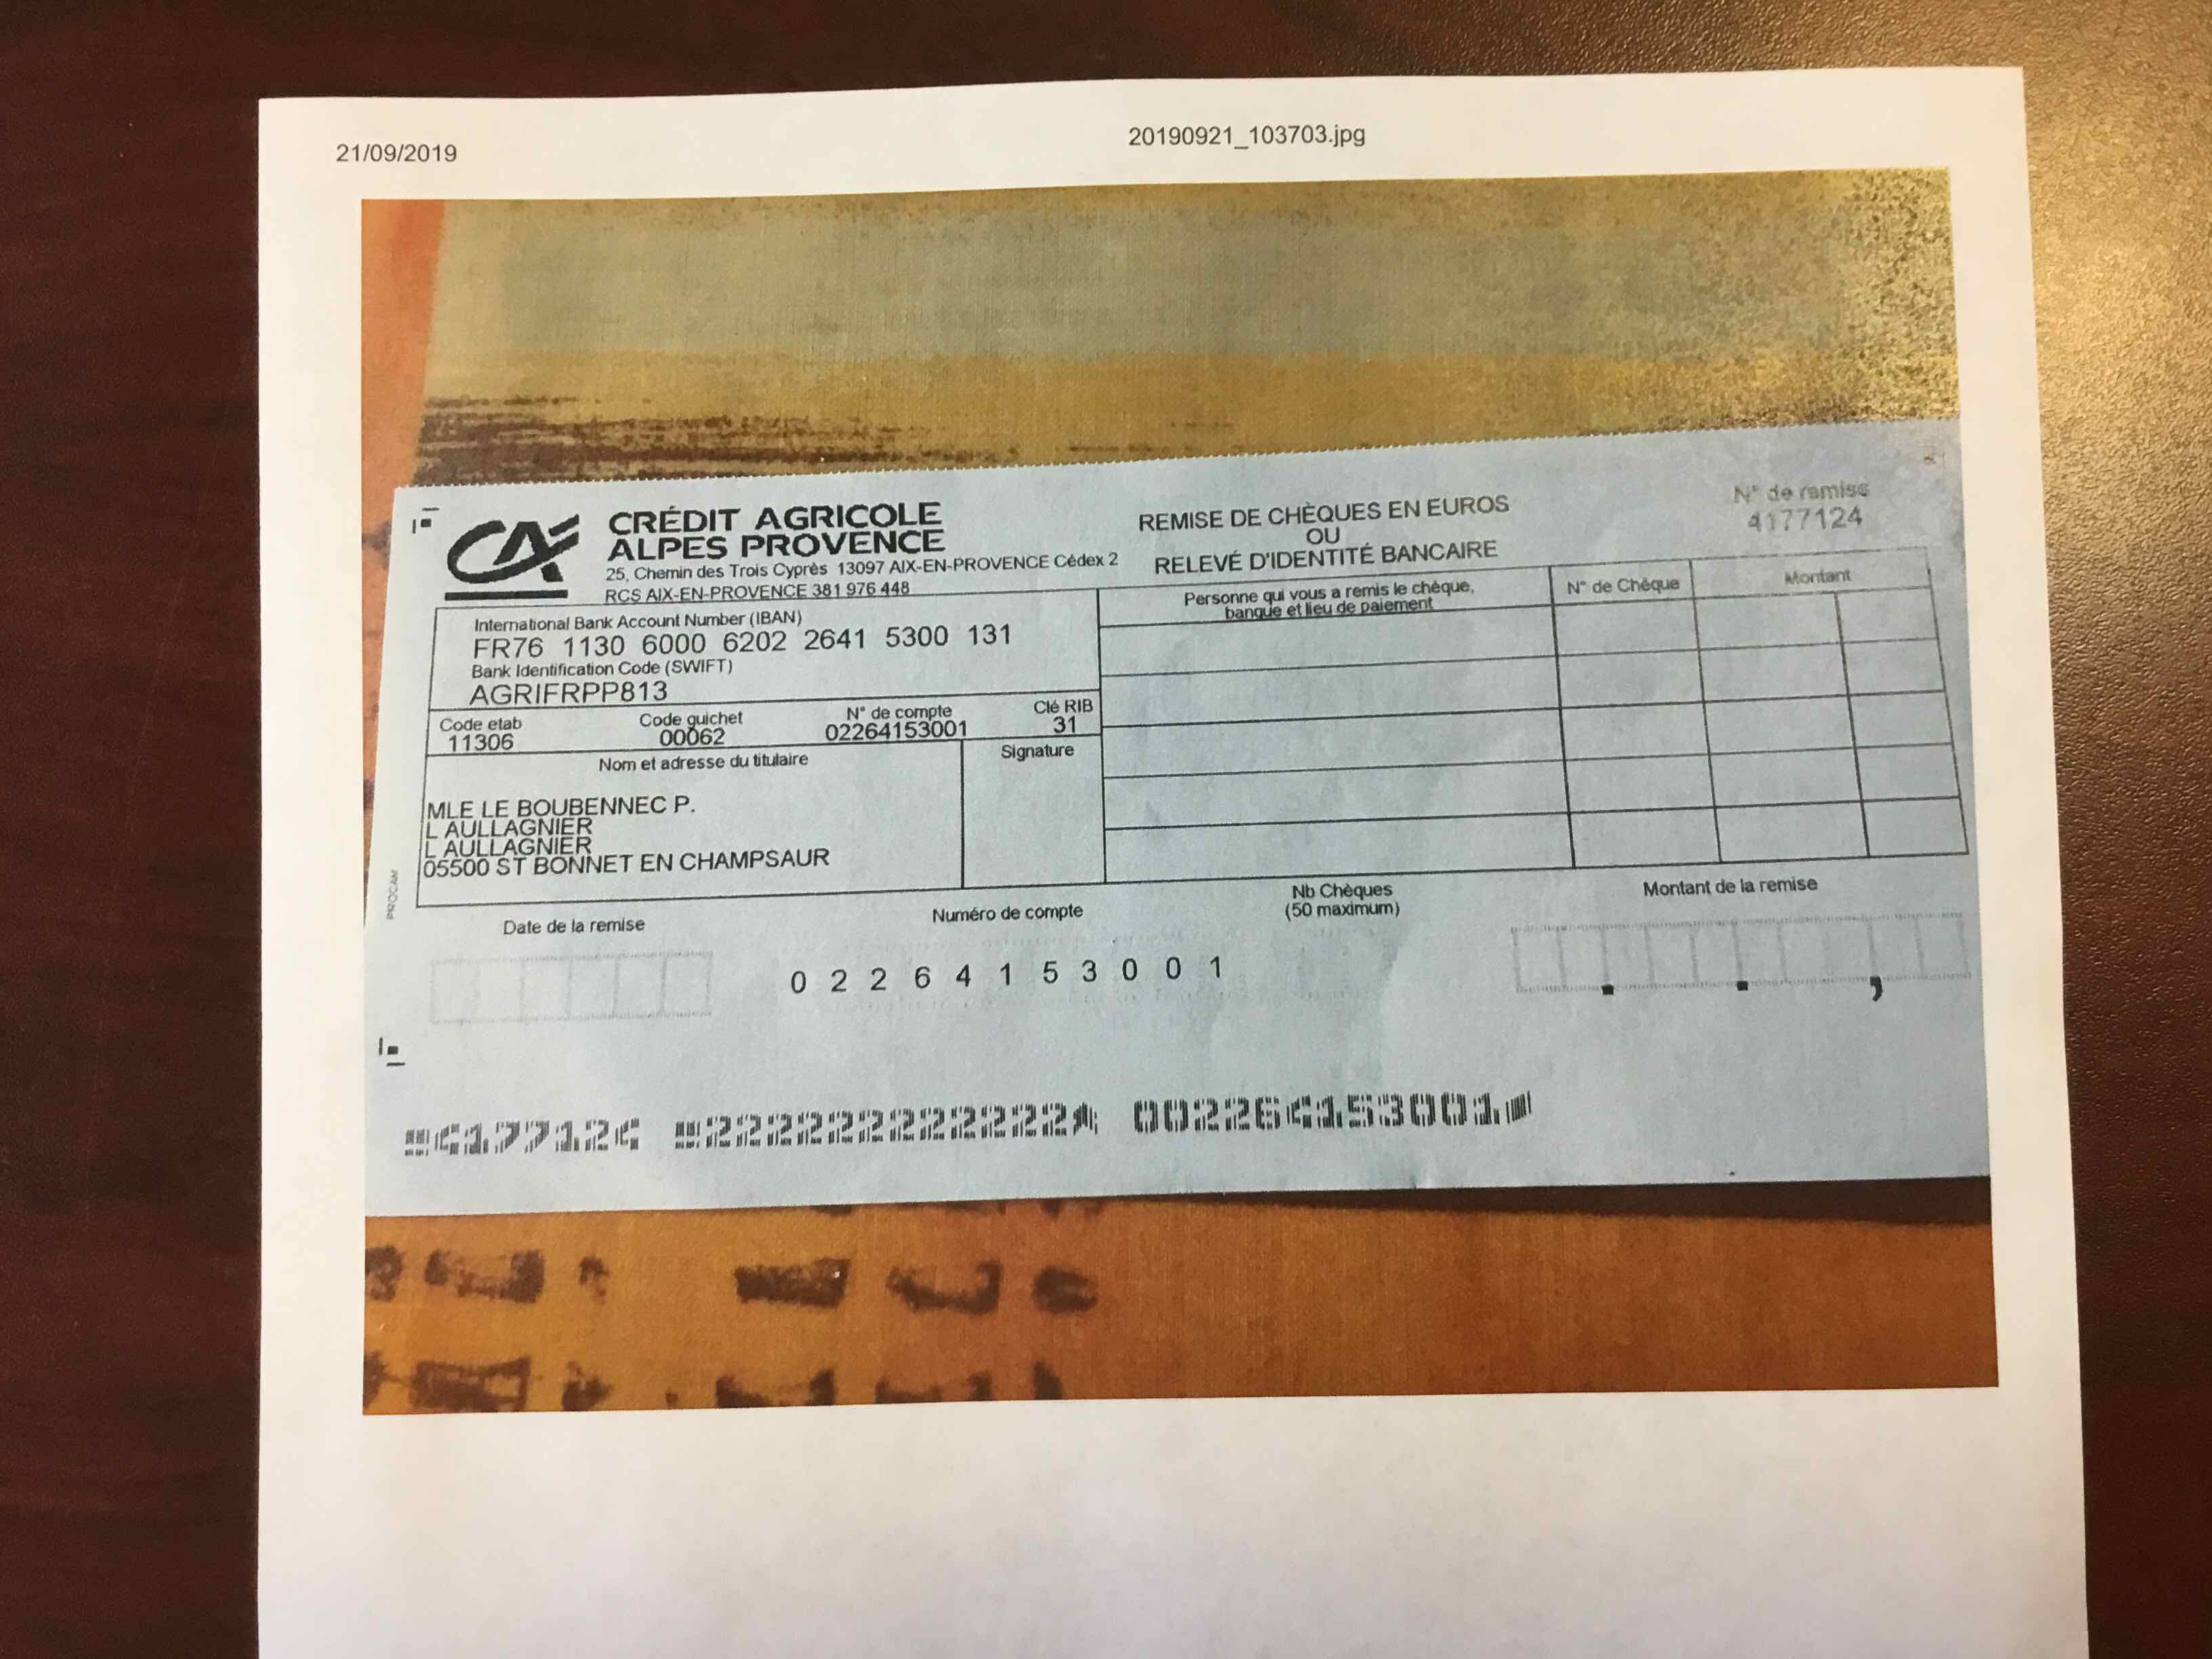 21/09/2019
20190921_103703.jpg
CRÉDIT AGRICOLE
ALPES PROVENCE
25, Chemin des Trois Cyprès 13097 AIX-EN-PROVENCE Cédex 2
RCS AIX-EN-PROVENCE 381 976 448
REMISE DE CHÈQUES EN EUROS
OU
RELEVÉ D'IDENTITÉ BANCAIRE
N° de remise
4177124
International Bank Account Number (IBAN)
FR76 1130 6000 6202 2641 5300 131
Bank Identification Code (SWIFT)
AGRIFRPP813
Code etab Code guichet N° de compte Clé RIB
11306 00062 02264153001 31
Nom et adresse du titulaire
Signature
MLE LE BOUBENNEC P.
L AULLAGNIER
L AULLAGNIER
05500 ST BONNET EN CHAMPSAUR
PROCAM
Personne qui vous a remis le chèque,
banque et lieu de paiement
N° de Chéque
Montant
Date de la remise
Numéro de compte
Nb Chèques
(50 maximum)
Montant de la remise
0 2 2 6 4 1 5 3 0 0 1
4177124 222222222222 002264153001